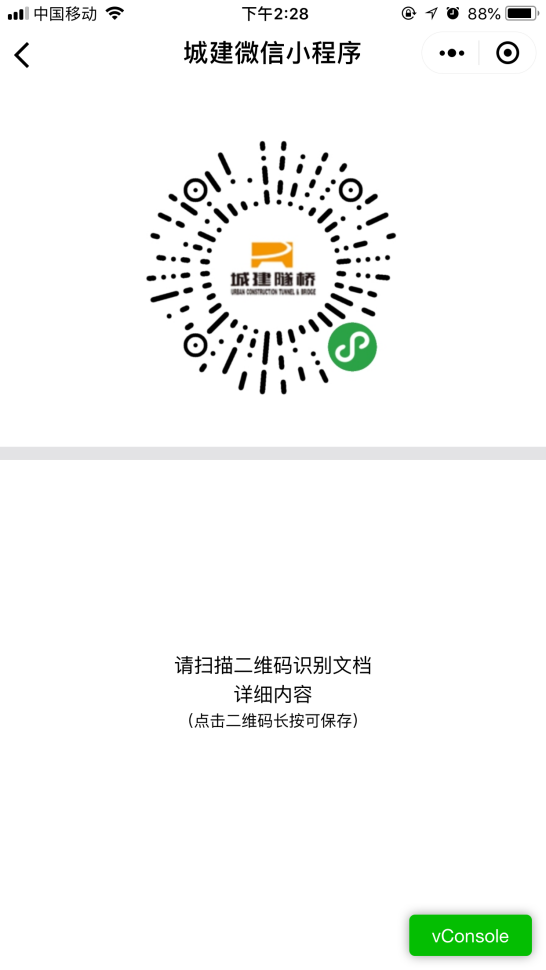 中国移动
下午2:28
88%
城建微信小程序
城建隧桥
URBAN CONSTRUCTION TUNNEL & BRIDGE
请扫描二维码识别文档
详细内容
（点击二维码长按可保存）
vConsole